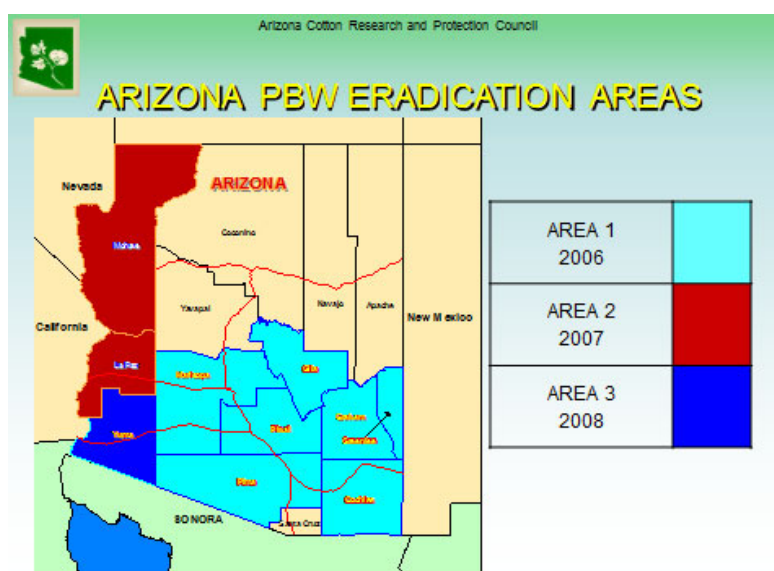 Arizona Cotton Research and Protection Council
ARIZONA PBW ERADICATION AREAS
Nevada
ARIZONA
Mohave
Coconino
Yavapai
Navajo
Apache
California
New Mexico
La Paz
Maricopa
Gila
Yuma
Pinal
Graham
Greenlee
Pima
Cochise
SONORA
Santa Cruz
AREA 1
2006
AREA 2
2007
AREA 3
2008